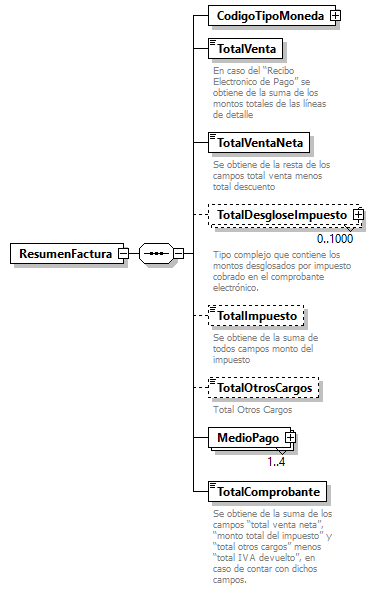 CodigoTipoMoneda
TotalVenta
En caso del “Recibo
Electronico de Pago” se
obtiene de la suma de los
montos totales de las líneas
de detalle
TotalVentaNeta
Se obtiene de la resta de los
campos total venta menos
total descuento
TotalDesgloseImpuesto
0..1000
Tipo complejo que contiene los
montos desglosados por impuesto
cobrado en el comprobante
electrónico.
ResumenFactura
TotalImpuesto
Se obtiene de la suma de
todos campos monto del
impuesto
TotalOtrosCargos
Total Otros Cargos
MedioPago
1..4
TotalComprobante
Se obtiene de la suma de los
campos “total venta neta”,
“monto total del impuesto” y
“total otros cargos” menos
“total IVA devuelto”, en
caso de contar con dichos
campos.